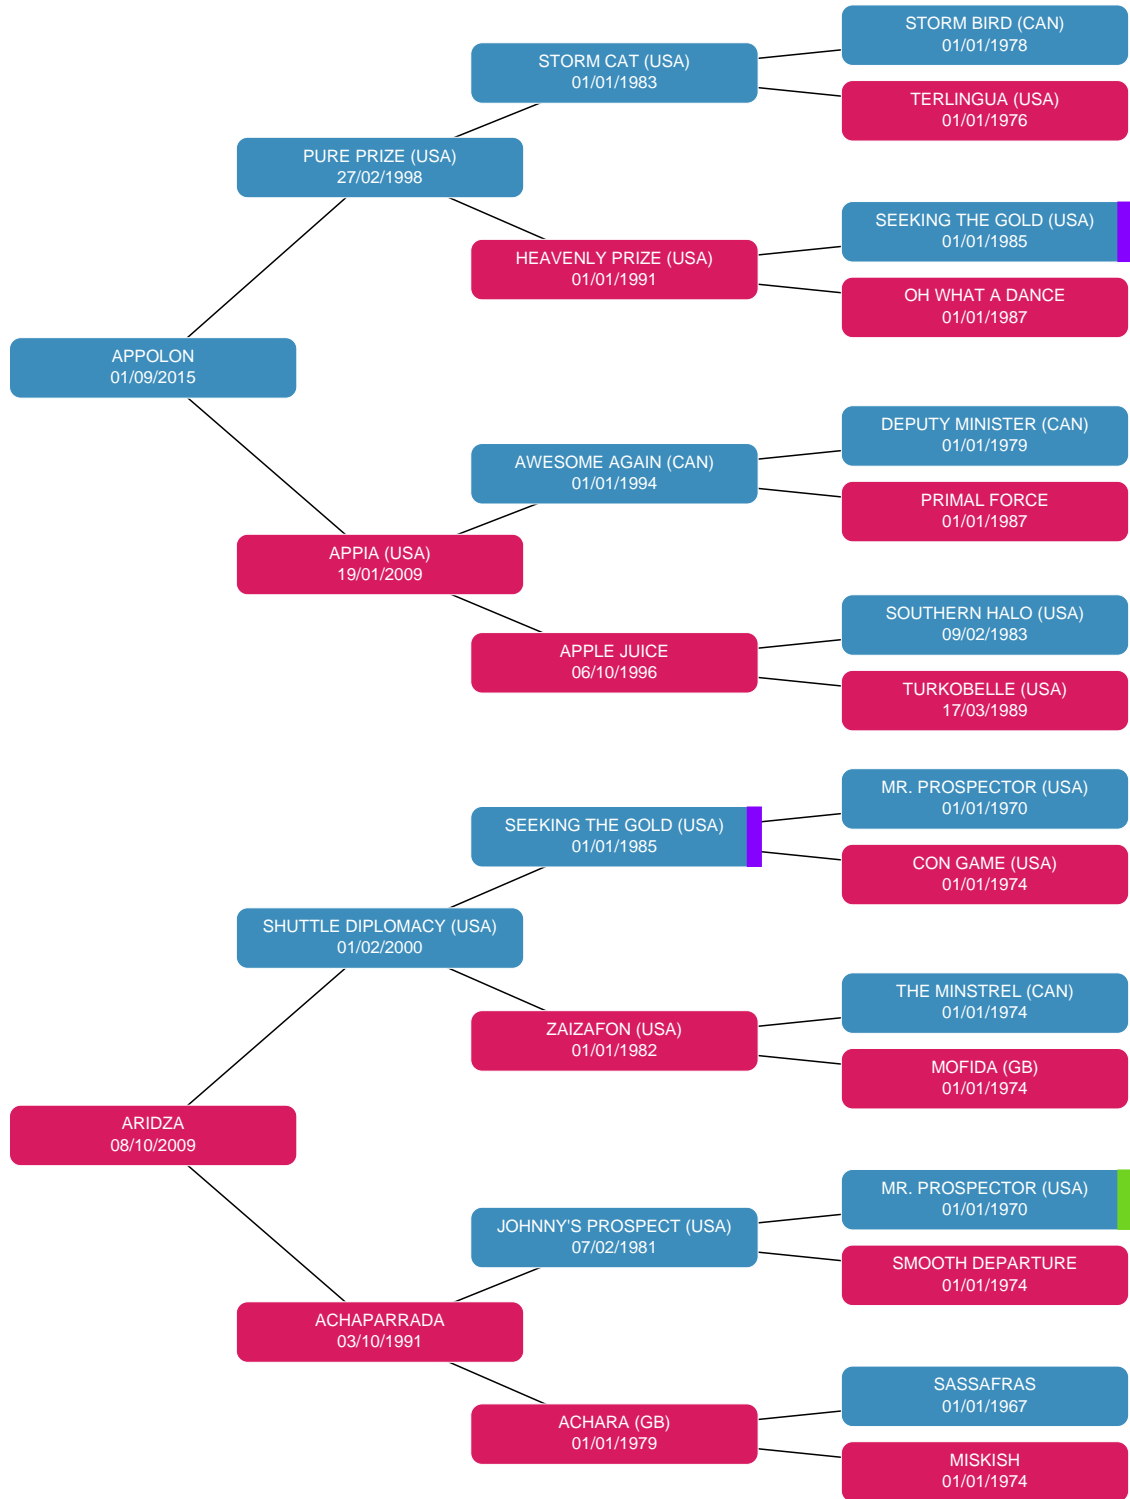 STORM BIRD (CAN)
01/01/1978
STORM CAT (USA)
01/01/1983
TERLINGUA (USA)
01/01/1976
PURE PRIZE (USA)
27/02/1998
SEEKING THE GOLD (USA)
01/01/1985
HEAVENLY PRIZE (USA)
01/01/1991
OH WHAT A DANCE
01/01/1987
APPOLON
01/09/2015
DEPUTY MINISTER (CAN)
01/01/1979
AWESOME AGAIN (CAN)
01/01/1994
PRIMAL FORCE
01/01/1987
APPIA (USA)
19/01/2009
SOUTHERN HALO (USA)
09/02/1983
APPLE JUICE
06/10/1996
TURKOBELLE (USA)
17/03/1989
MR. PROSPECTOR (USA)
01/01/1970
SEEKING THE GOLD (USA)
01/01/1985
CON GAME (USA)
01/01/1974
SHUTTLE DIPLOMACY (USA)
01/02/2000
THE MINSTREL (CAN)
01/01/1974
ZAIZAFON (USA)
01/01/1982
MOFIDA (GB)
01/01/1974
ARIDZA
08/10/2009
MR. PROSPECTOR (USA)
01/01/1970
JOHNNY'S PROSPECT (USA)
07/02/1981
SMOOTH DEPARTURE
01/01/1974
ACHAPARRADA
03/10/1991
SASSAFRAS
01/01/1967
ACHARA (GB)
01/01/1979
MISKISH
01/01/1974